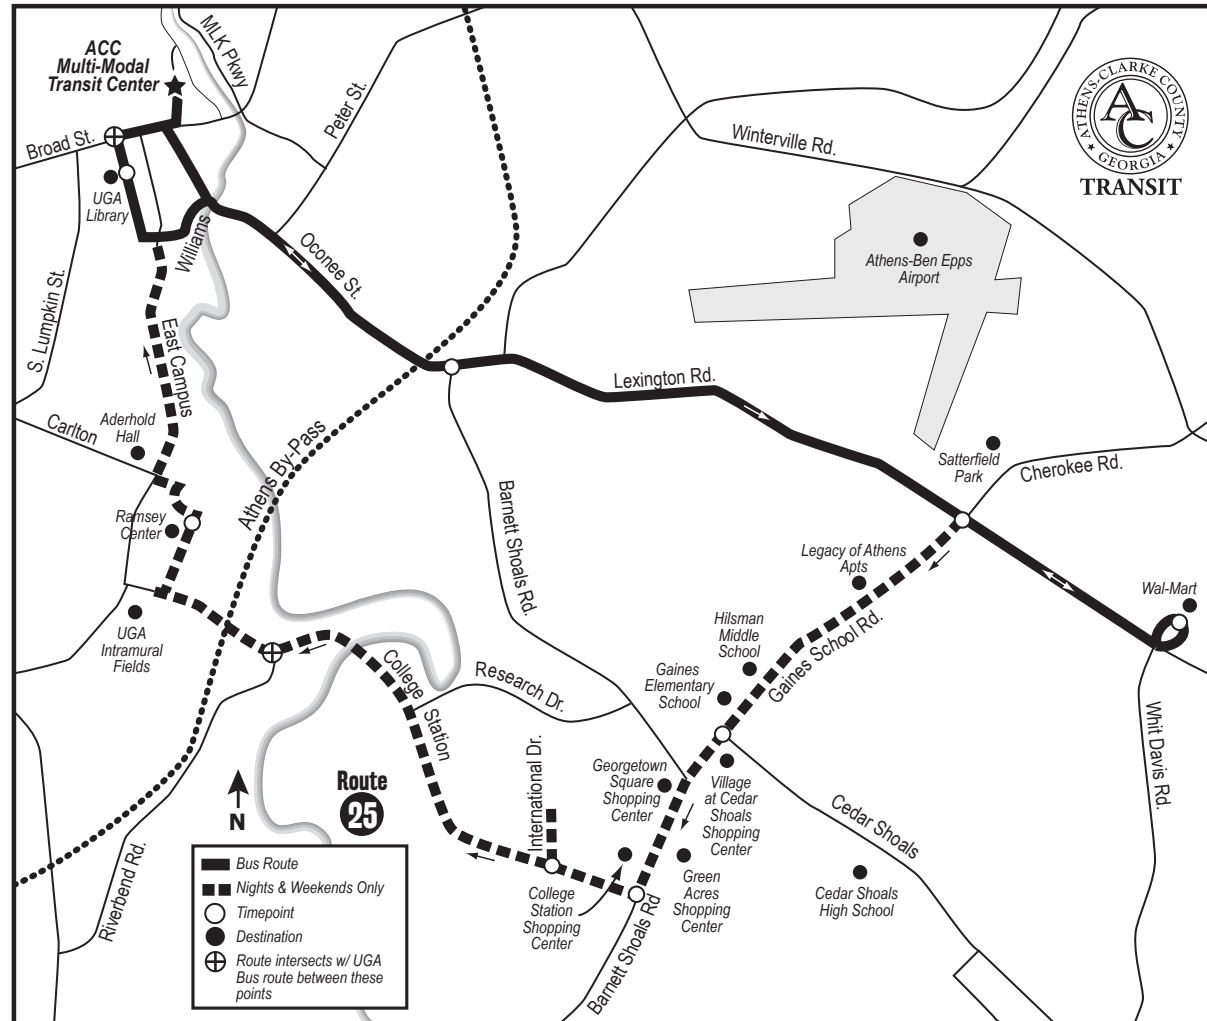 ACC
Multi-Modal
Transit Center
MLK Pkwy
Peter St.
Broad St.
UGA
Library
Williams
Oconee St.
S. Lumpkin St.
East Campus
Winterville Rd.
ATHENS-CLARKE COUNTY
AC
GEORGIA
TRANSIT
Athens-Ben Epps
Airport
Lexington Rd.
Aderhold
Hall
Carlton
Athens By-Pass
Satterfield
Park
Cherokee Rd.
Ramsey
Center
Barnett Shoals Rd.
Legacy of Athens
Apts
Wal-Mart
UGA
Intramural
Fields
Hilsman
Middle
School
Gaines School Rd.
Gaines
Elementary
School
College
Station
Research Dr.
Whit Davis Rd.
International Dr.
Georgetown
Square
Shopping
Center
Village
at Cedar
Shoals
Shopping
Center
Cedar Shoals
Route
25
N
Riverbend Rd.
Bus Route
Nights & Weekends Only
Timepoint
Destination
Route intersects w/ UGA
Bus route between these
points
College
Station
Shopping
Center
Green
Acres
Shopping
Center
Cedar Shoals
High School
Barnett Shoals Rd